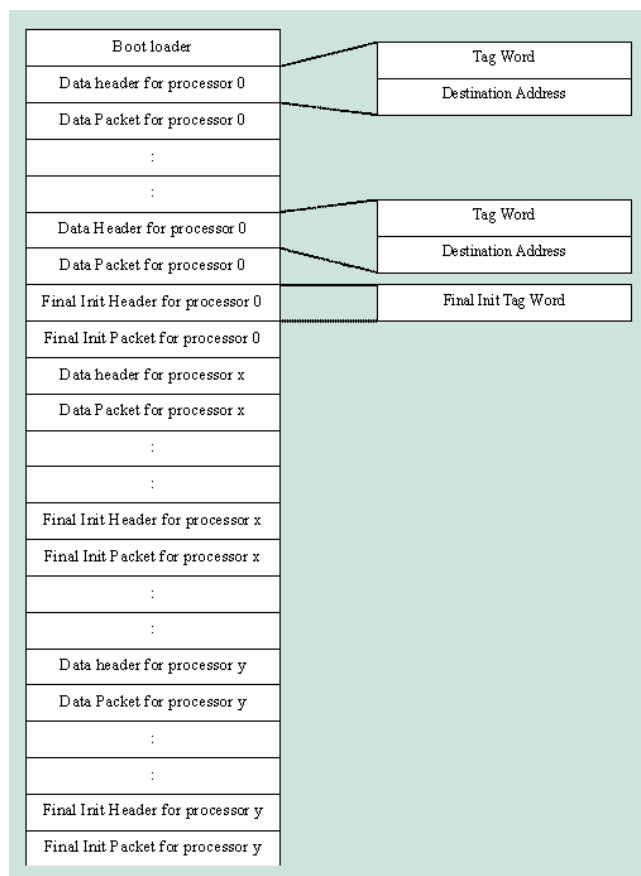 Boot loader
Data header for processor 0
Data Packet for processor 0
:
:
Data Header for processor 0
Data Packet for processor 0
Final Init Header for processor 0
Final Init Packet for processor 0
Data header for processor x
Data Packet for processor x
:
:
Final Init Header for processor x
Final Init Packet for processor x
:
:
Data header for processor y
Data Packet for processor y
:
:
Final Init Header for processor y
Final Init Packet for processor y
Tag Word
Destination Address
Tag Word
Destination Address
Final Init Tag Word